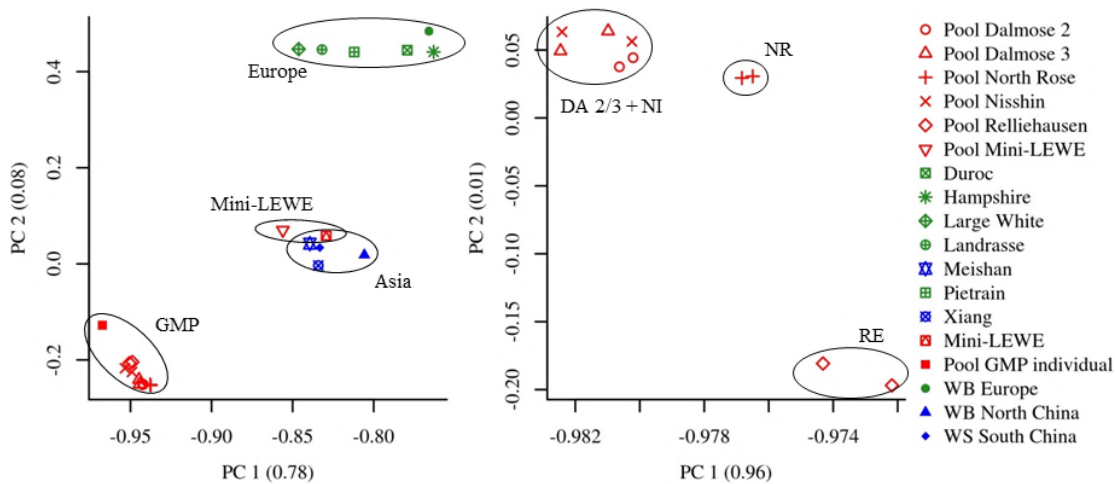 Europe
Mini-LEWE
Asia
GMP
PC 2 (0.08)
0.4
0.2
0.0
-0.2
-0.95
-0.90
-0.85
-0.80
PC 1 (0.78)
DA 2/3 + NI
NR
RE
PC 2 (0.01)
0.05
0.00
-0.05
-0.10
-0.15
-0.20
-0.982
-0.978
-0.974
PC 1 (0.96)
Pool Dalmose 2
Pool Dalmose 3
Pool North Rose
Pool Nisshin
Pool Relliehausen
Pool Mini-LEWE
Duroc
Hampshire
Large White
Landrasse
Meishan
Pietrain
Xiang
Mini-LEWE
Pool GMP individual
WB Europe
WB North China
WS South China